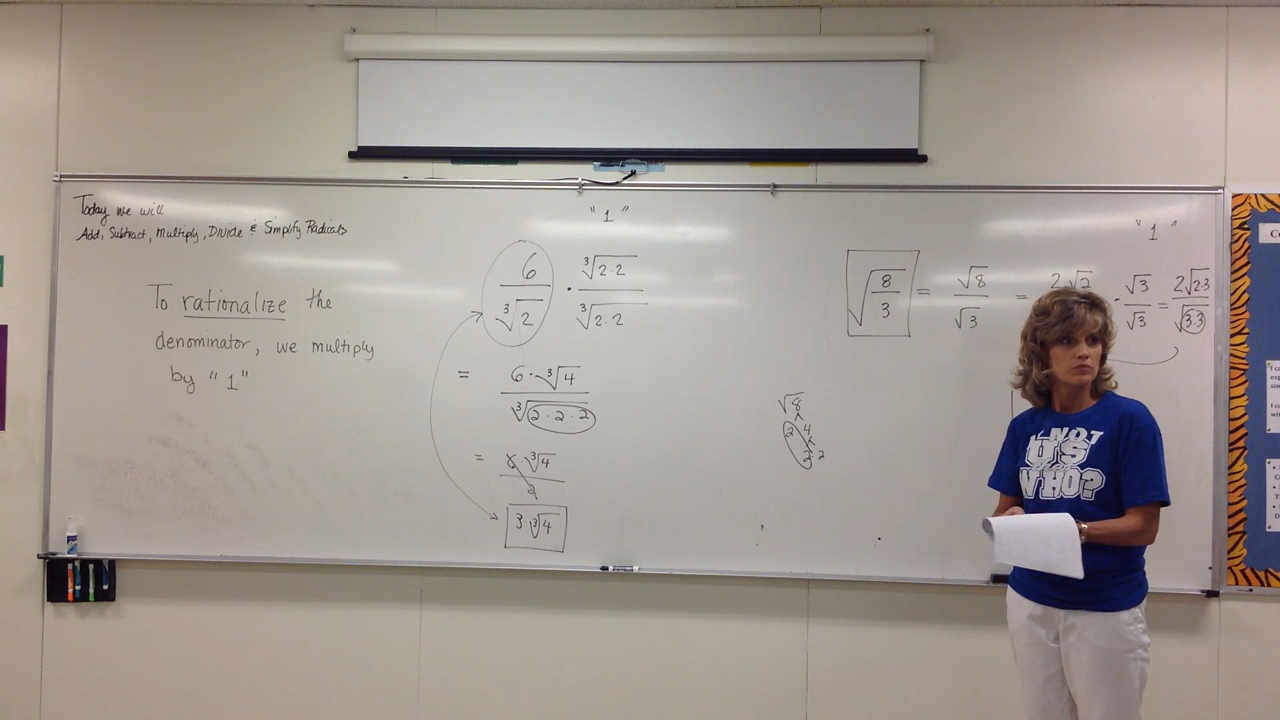 Today we will
Add, Subtract, Multiply, Divide & Simplify Radicals
To rationalize the
denominator, we multiply
by "1"
"1"
6/∛2 · ∛(2·2)/∛(2·2)
= 6·∛4/∛(2·2·2)
= 6·∛4/2
3·∛4
√8
2 4
2 2
"1"
√(8/3) = √8/√3 = 2√2 · √3/√3 = 2√(2·3)/√(3·3)
NOT
US
WHO?